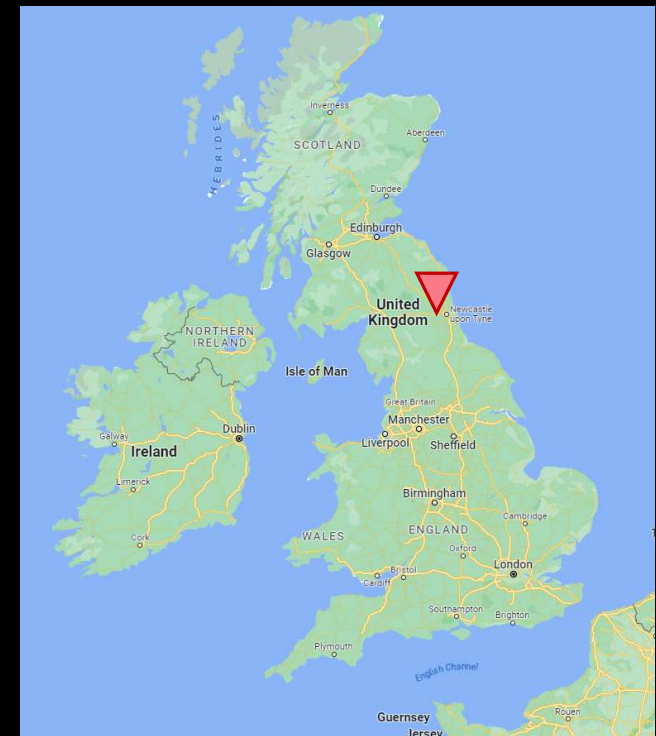 Inverness
SCOTLAND
HEBRIDES
Aberdeen
Dundee
Edinburgh
Glasgow
United
Kingdom
Newcastle
upon Tyne
NORTHERN
IRELAND
Isle of Man
Great Britain
Manchester
Liverpool
Sheffield
Dublin
Galway
Ireland
Limerick
Cork
Birmingham
Cambridge
WALES
ENGLAND
Oxford
London
Bristol
Cardiff
Southampton
Brighton
Plymouth
English Channel
Guernsey
Jersey
Rouen